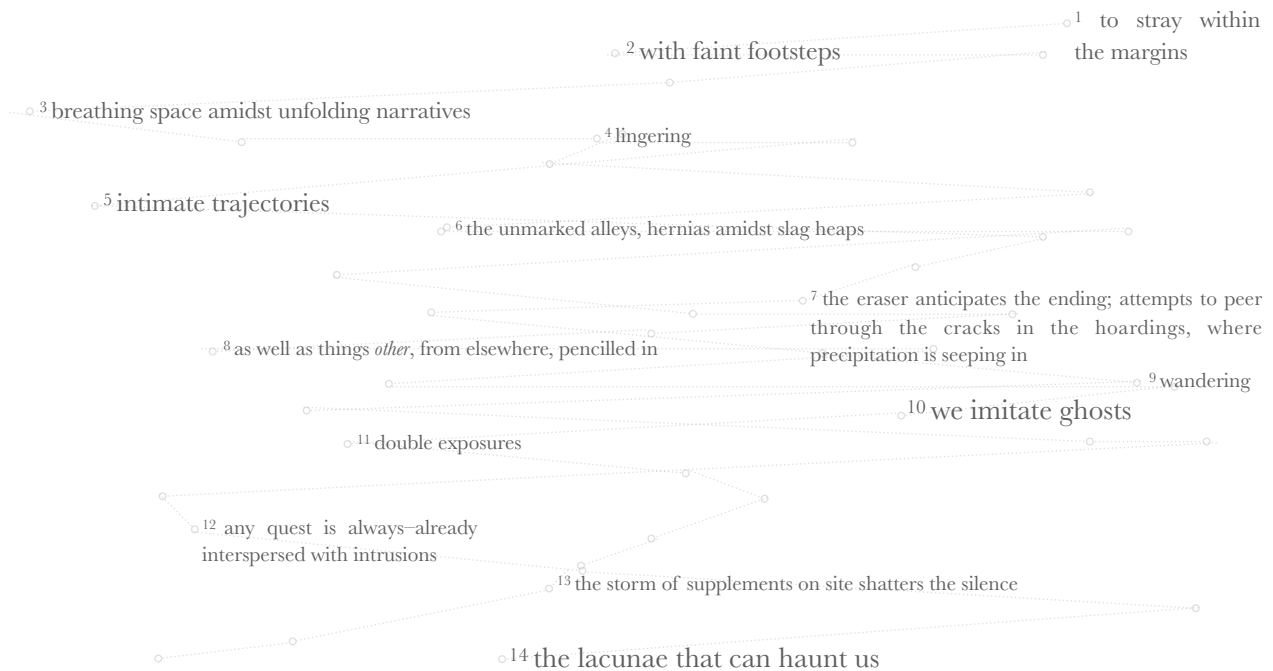 1 to stray within
the margins
2 with faint footsteps
3 breathing space amidst unfolding narratives
4 lingering
5 intimate trajectories
6 the unmarked alleys, hernias amidst slag heaps
7 the eraser anticipates the ending; attempts to peer
through the cracks in the hoardings, where
precipitation is seeping in
8 as well as things other, from elsewhere, pencilled in
9 wandering
10 we imitate ghosts
11 double exposures
12 any quest is always–already
interspersed with intrusions
13 the storm of supplements on site shatters the silence
14 the lacunae that can haunt us